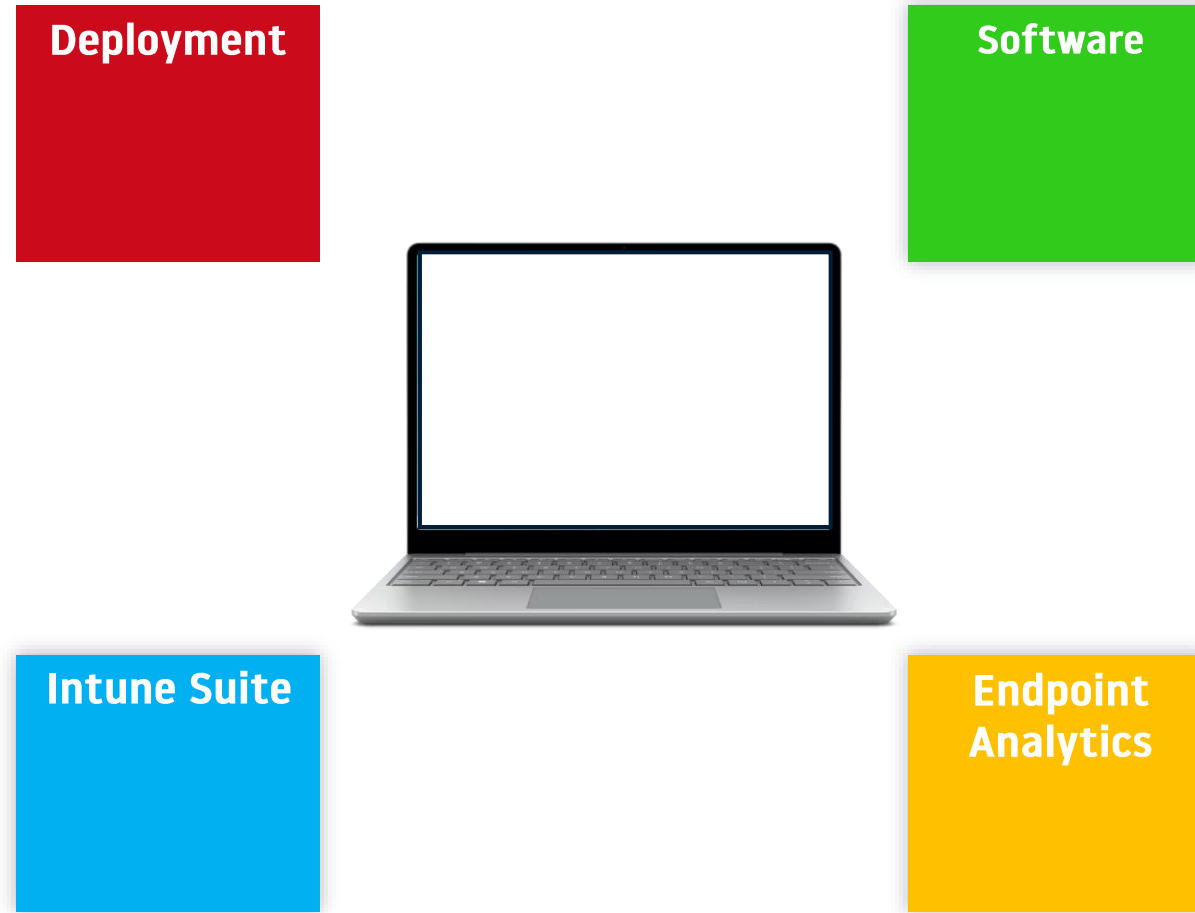 Deployment
Software
Intune Suite
Endpoint
Analytics